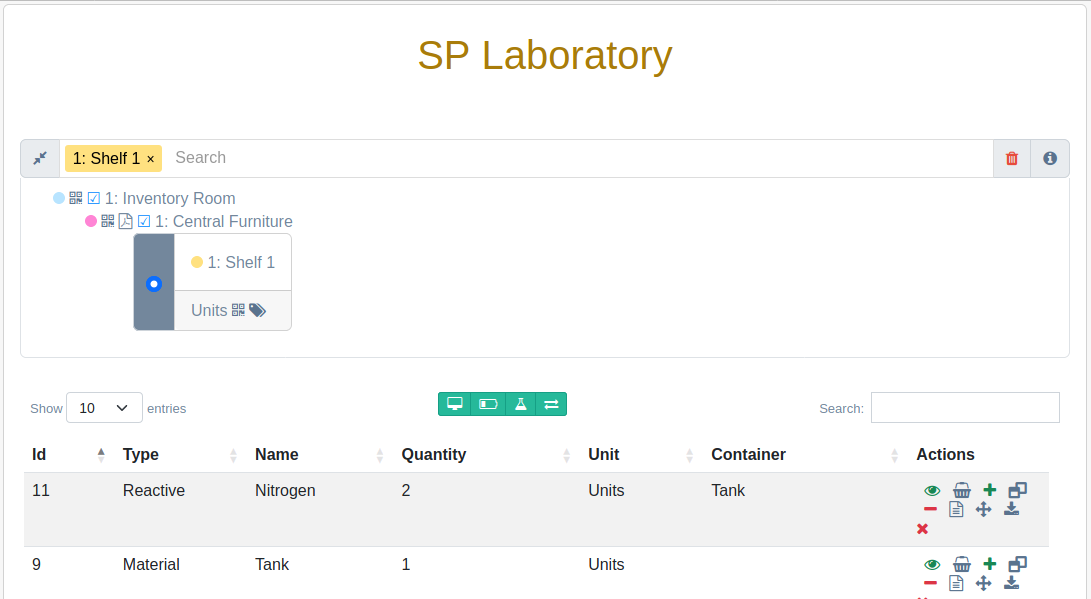 SP Laboratory
1: Shelf 1 × Search
1: Inventory Room
1: Central Furniture
1: Shelf 1
Units
Show 10 entries Search:
Id Type Name Quantity Unit Container Actions
11 Reactive Nitrogen 2 Units Tank
9 Material Tank 1 Units